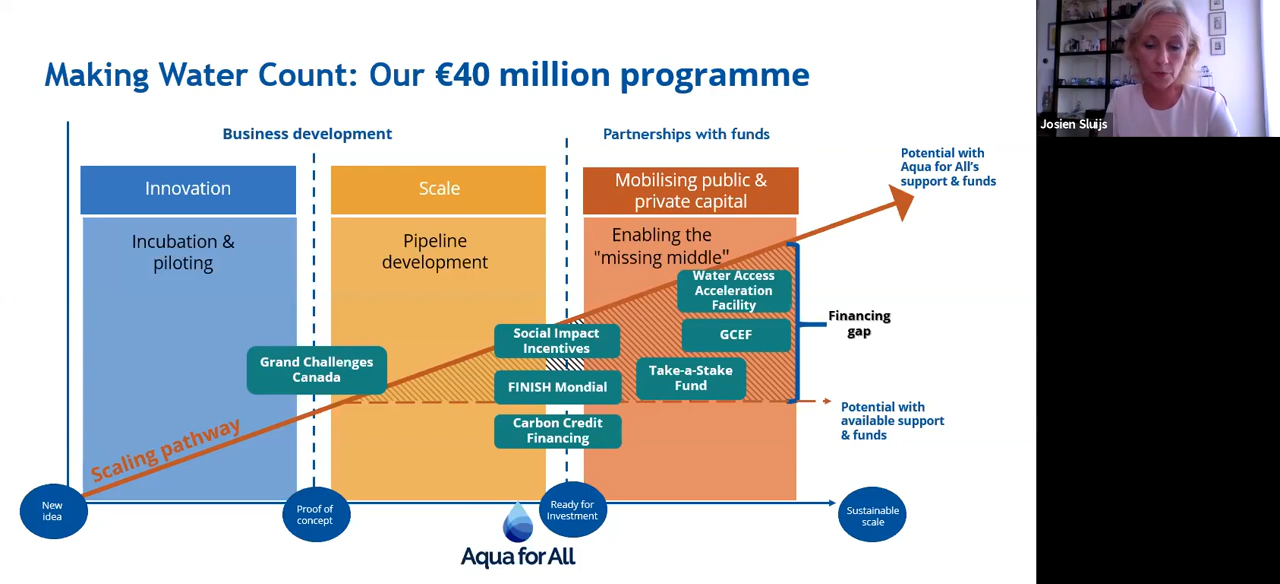 Making Water Count: Our €40 million programme
Josien Sluijs
Business development
Partnerships with funds
Potential with
Aqua for All's
support & funds
Innovation
Scale
Mobilising public &
private capital
Incubation &
piloting
Pipeline
development
Enabling the
"missing middle"
Water Access
Acceleration
Facility
GCEF
Financing
gap
Social Impact
Incentives
Grand Challenges
Canada
Take-a-Stake
Fund
FINISH Mondial
Carbon Credit
Financing
Potential with
available support
& funds
Scaling pathway
New
idea
Proof of
concept
Ready for
Investment
Sustainable
scale
Aqua for All